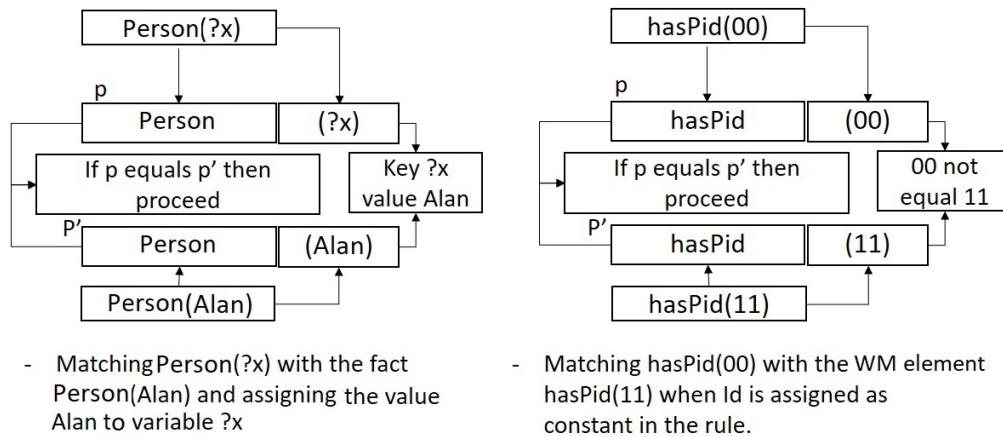 Person(?x)
p
Person
(?x)
If p equals p’ then
proceed
Key ?x
value Alan
P’
Person
(Alan)
Person(Alan)
- Matching Person(?x) with the fact
Person(Alan) and assigning the value
Alan to variable ?x
hasPid(00)
p
hasPid
(00)
If p equals p’ then
proceed
00 not
equal 11
P’
hasPid
(11)
hasPid(11)
- Matching hasPid(00) with the WM element
hasPid(11) when Id is assigned as
constant in the rule.